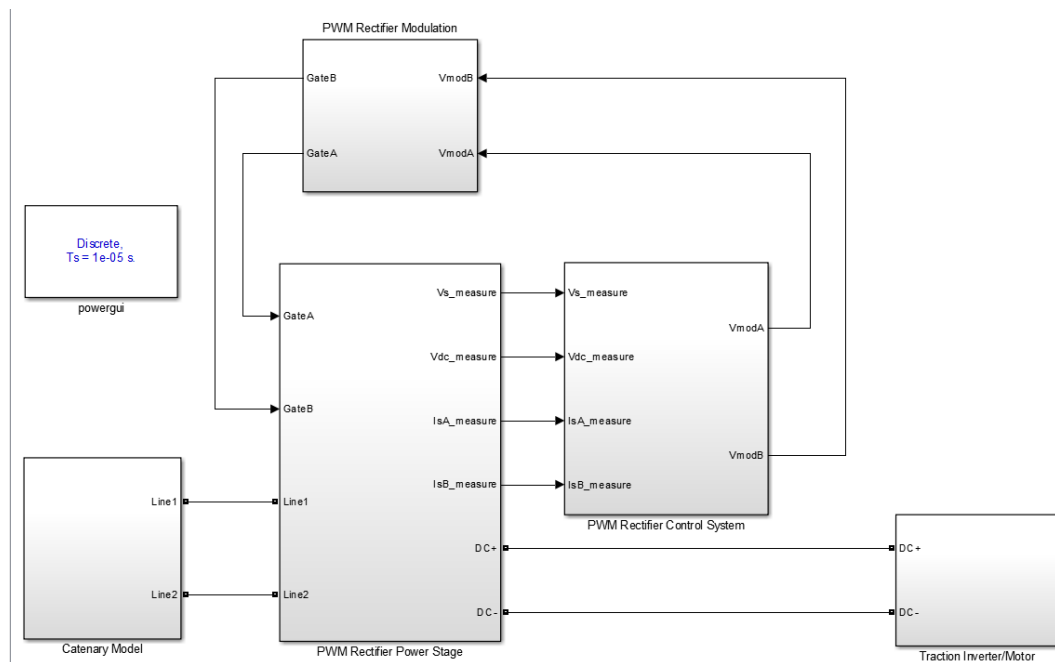 PWM Rectifier Modulation
GateB
VmodB
GateA
VmodA
Discrete,
Ts = 1e-05 s.
powergui
Vs_measure
Vs_measure
GateA
VmodA
Vdc_measure
Vdc_measure
GateB
IsA_measure
IsA_measure
VmodB
IsB_measure
IsB_measure
Line1
Line1
PWM Rectifier Control System
DC+
DC+
Line2
Line2
DC-
DC-
Catenary Model
PWM Rectifier Power Stage
Traction Inverter/Motor